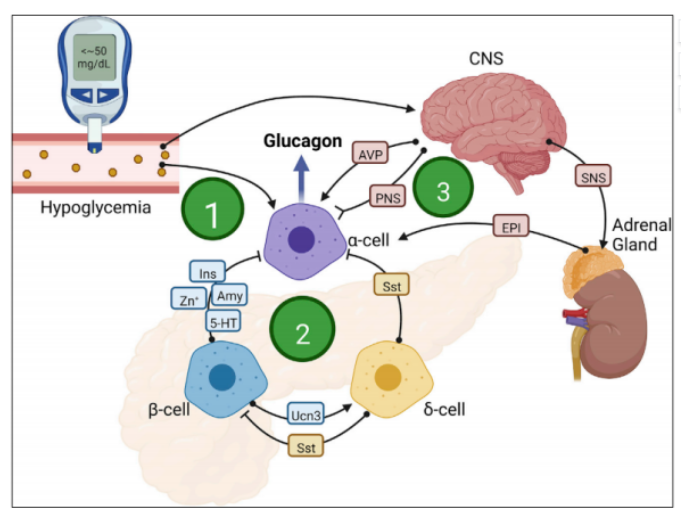 <~50
mg/dL
CNS
Glucagon
AVP
PNS
3
SNS
Hypoglycemia
1
α-cell
EPI
Adrenal
Gland
Ins
Zn⁺
Amy
5-HT
2
Sst
β-cell
Ucn3
δ-cell
Sst